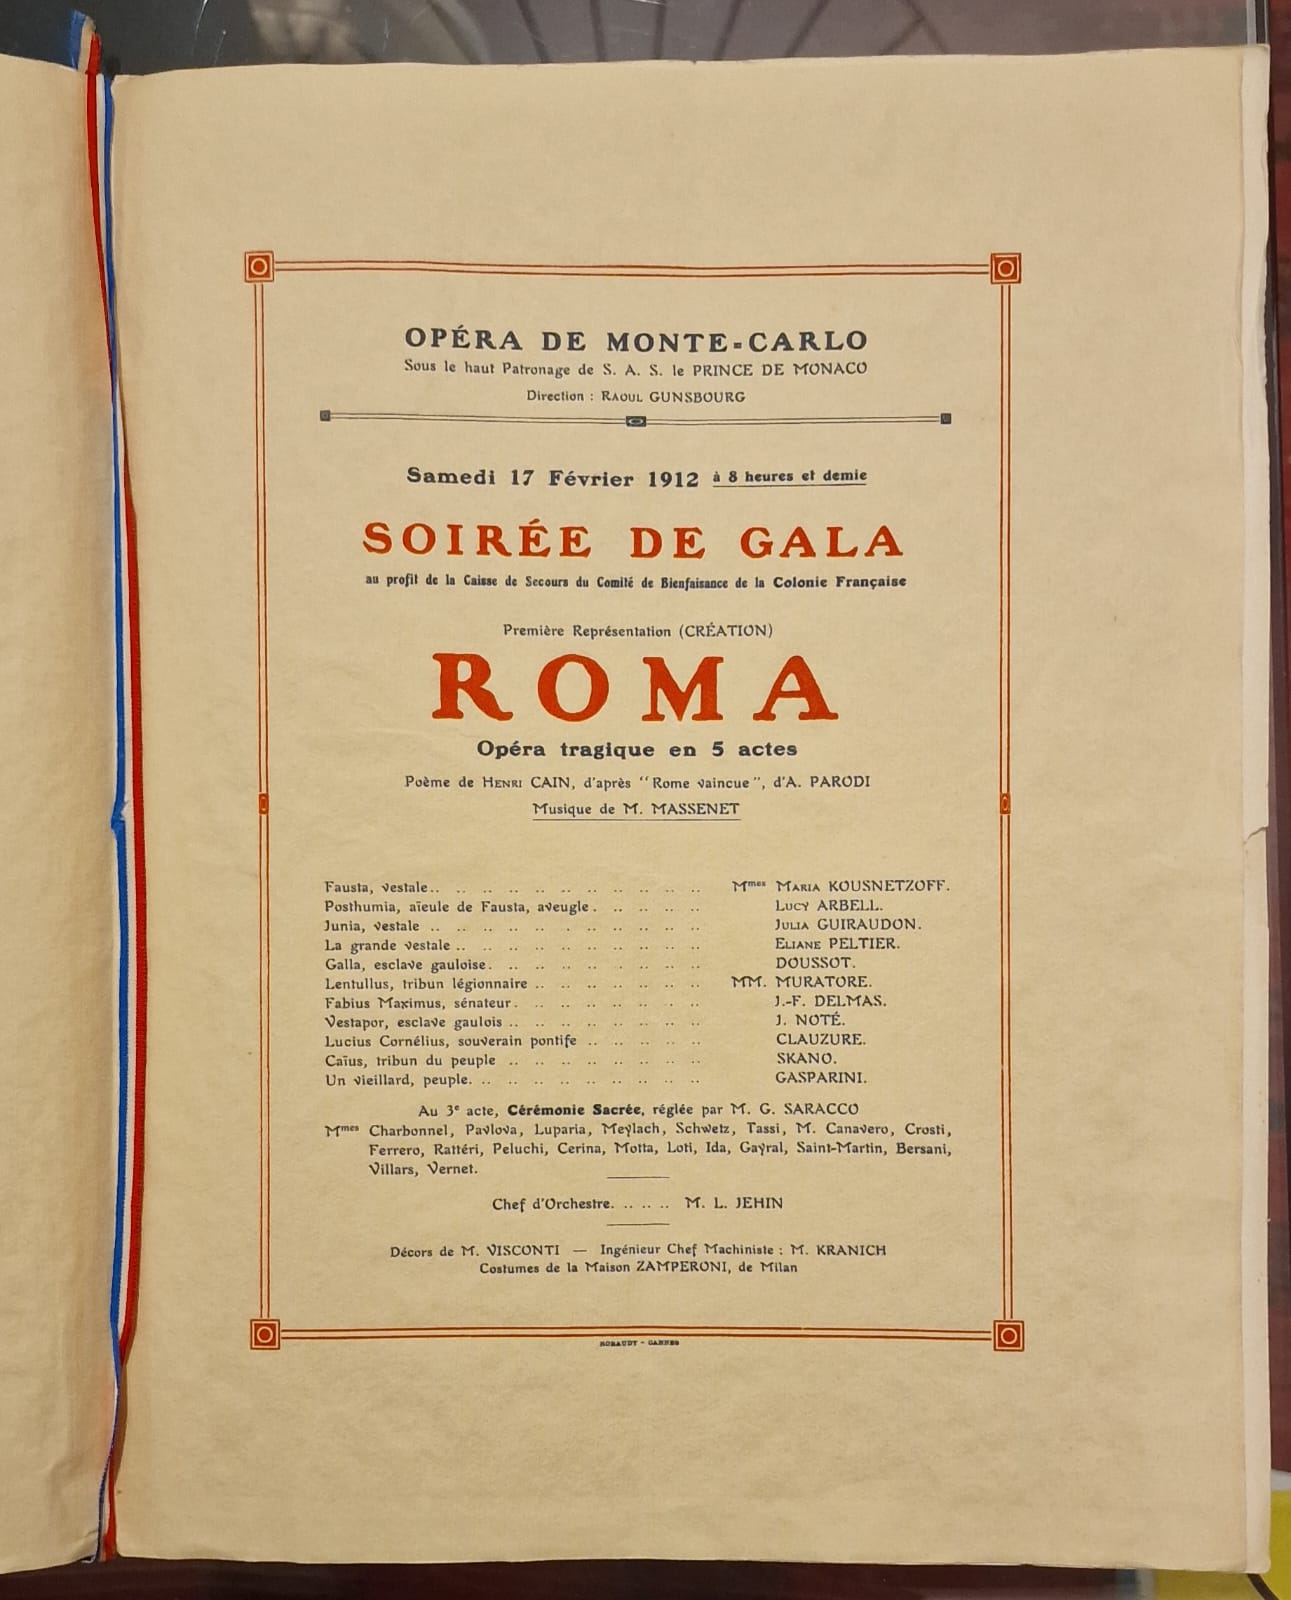 OPÉRA DE MONTE-CARLO
Sous le haut Patronage de S. A. S. le PRINCE DE MONACO
Direction : RAOUL GUNSBOURG
Samedi 17 Février 1912 à 8 heures et demie
SOIRÉE DE GALA
au profit de la Caisse de Secours du Comité de Bienfaisance de la Colonie Française
Première Représentation (CRÉATION)
ROMA
Opéra tragique en 5 actes
Poème de HENRI CAIN, d'après "Rome vaincue", d'A. PARODI
Musique de M. MASSENET
Fausta, vestale.. .. .. .. .. .. .. .. .. .. .. Mmes MARIA KOUSNETZOFF.
Posthumia, aïeule de Fausta, aveugle. .. .. .. .. LUCY ARBELL.
Junia, vestale .. .. .. .. .. . .. .. .. .. .. JULIA GUIRAUDON.
La grande vestale .. .. .. .. .. .. .. .. .. .. ELIANE PELTIER.
Galla, esclave gauloise. .. .. .. .. .. .. .. .. DOUSSOT.
Lentullus, tribun légionnaire .. .. .. .. .. .. .. MM. MURATORE.
Fabius Maximus, sénateur. .. .. .. .. .. .. .. J.-F. DELMAS.
Vestapor, esclave gaulois .. .. .. .. .. .. .. .. J. NOTÉ.
Lucius Cornélius, souverain pontife .. .. .. .. .. CLAUZURE.
Caïus, tribun du peuple .. .. .. .. .. .. .. .. SKANO.
Un vieillard, peuple. .. .. .. .. .. .. .. .. .. GASPARINI.
Au 3e acte, Cérémonie Sacrée, réglée par M. G. SARACCO
Mmes Charbonnel, Pavlova, Luparia, Meylach, Schwetz, Tassi, M. Canavero, Crosti,
Ferrero, Rattéri, Peluchi, Cerina, Motta, Loti, Ida, Gayral, Saint-Martin, Bersani,
Villars, Vernet.
Chef d'Orchestre. .. .. .. M. L. JEHIN
Décors de M. VISCONTI — Ingénieur Chef Machiniste : M. KRANICH
Costumes de la Maison ZAMPERONI, de Milan
ROBAUDY - CANNES